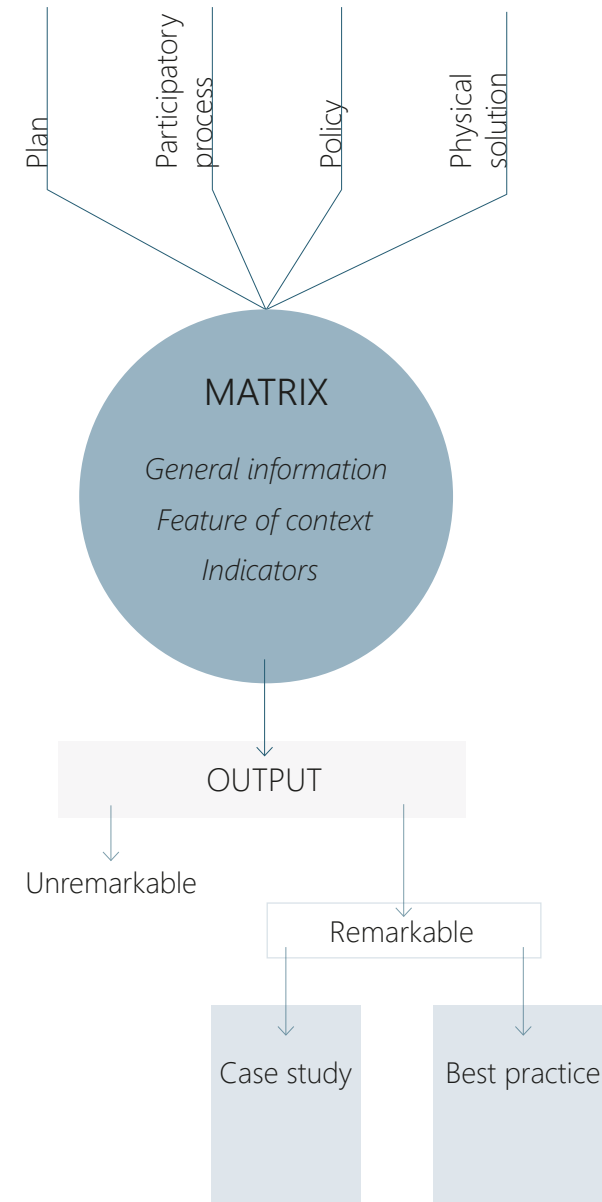 Plan
Participatory
process
Policy
Physical
solution
MATRIX
General information
Feature of context
Indicators
OUTPUT
Unremarkable
Remarkable
Case study
Best practice